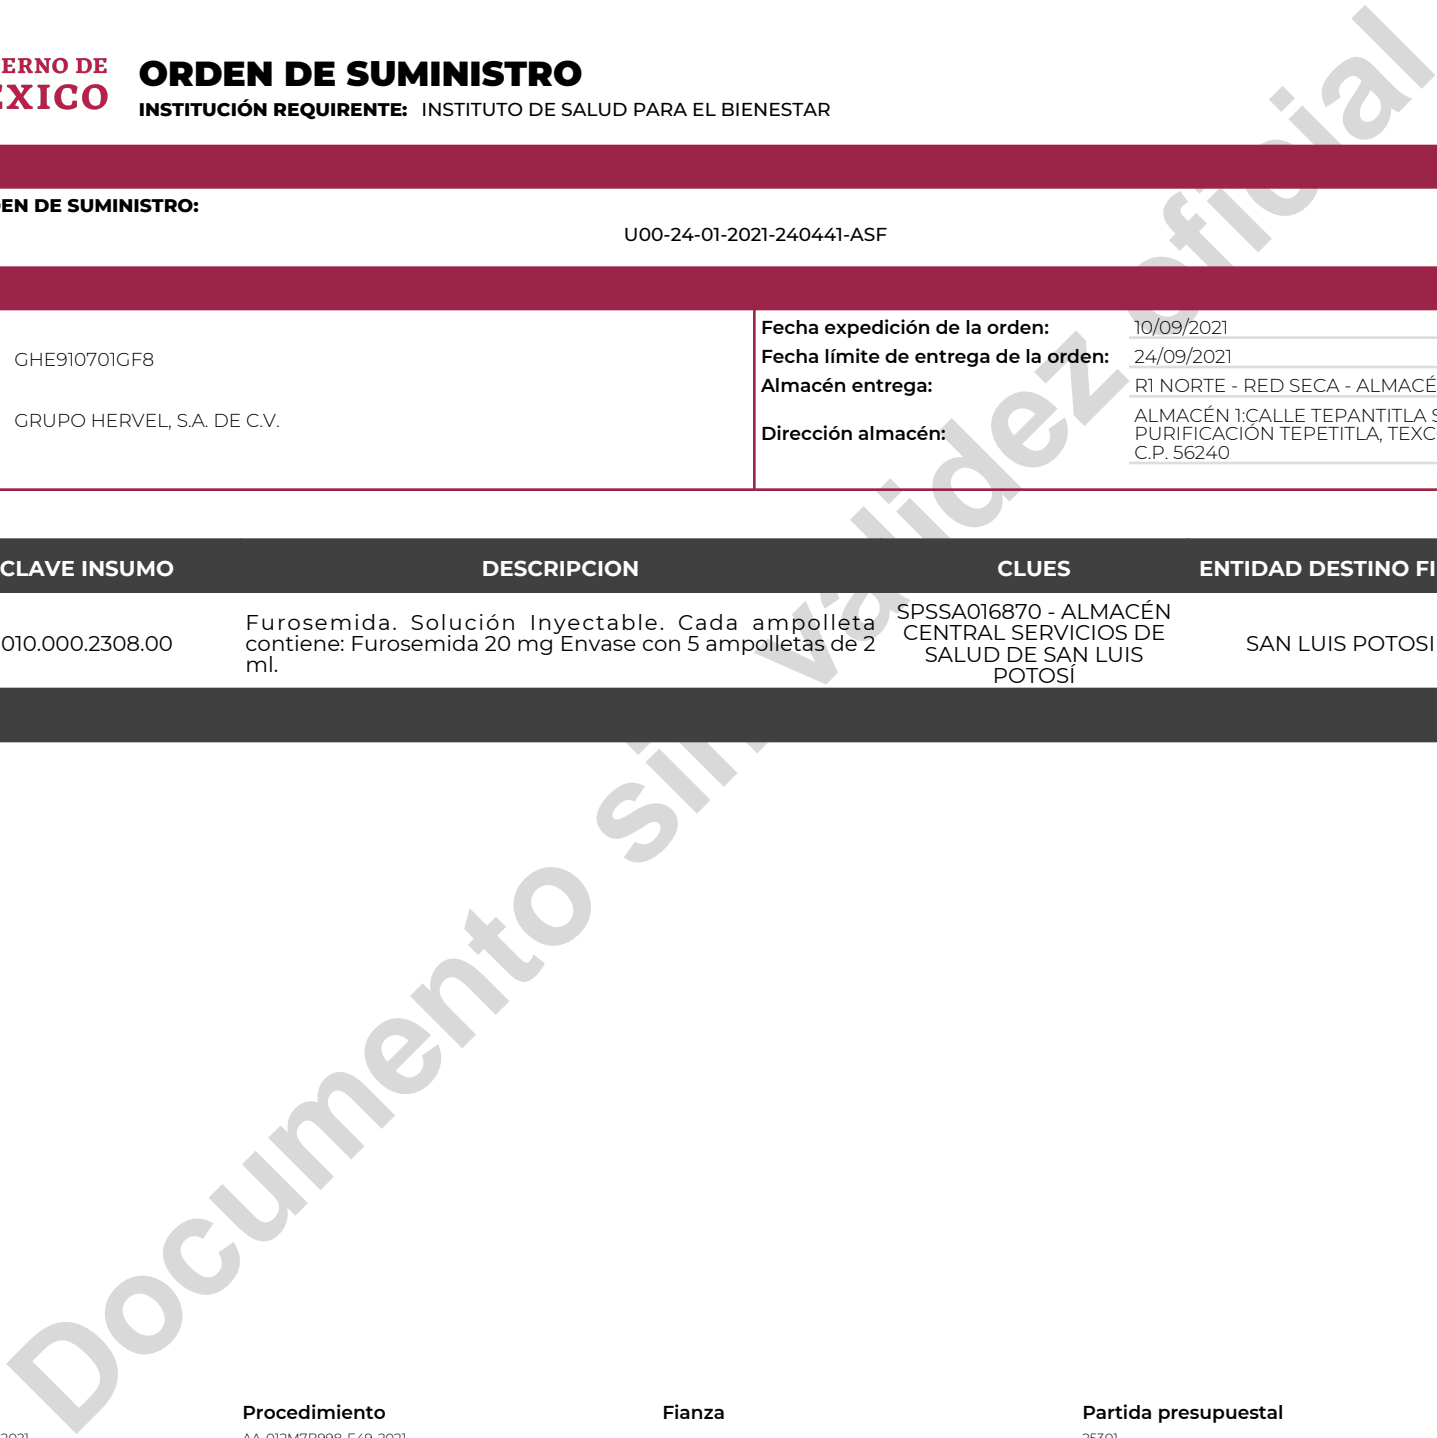 ERNO DE
EXICO
ORDEN DE SUMINISTRO
INSTITUCIÓN REQUIRENTE: INSTITUTO DE SALUD PARA EL BIENESTAR
EN DE SUMINISTRO:
U00-24-01-2021-240441-ASF
GHE910701GF8
GRUPO HERVEL, S.A. DE C.V.
Fecha expedición de la orden: 10/09/2021
Fecha límite de entrega de la orden: 24/09/2021
Almacén entrega: R1 NORTE - RED SECA - ALMACÉ
Dirección almacén:
ALMACÉN 1:CALLE TEPANTITLA S
PURIFICACIÓN TEPETITLA, TEXC
C.P. 56240
CLAVE INSUMO DESCRIPCION CLUES ENTIDAD DESTINO FI
010.000.2308.00
Furosemida. Solución Inyectable. Cada ampolleta
contiene: Furosemida 20 mg Envase con 5 ampolletas de 2
ml.
SPSSA016870 - ALMACÉN
CENTRAL SERVICIOS DE
SALUD DE SAN LUIS
POTOSÍ
SAN LUIS POTOSI
Documento sin validez oficial
Procedimiento Fianza Partida presupuestal